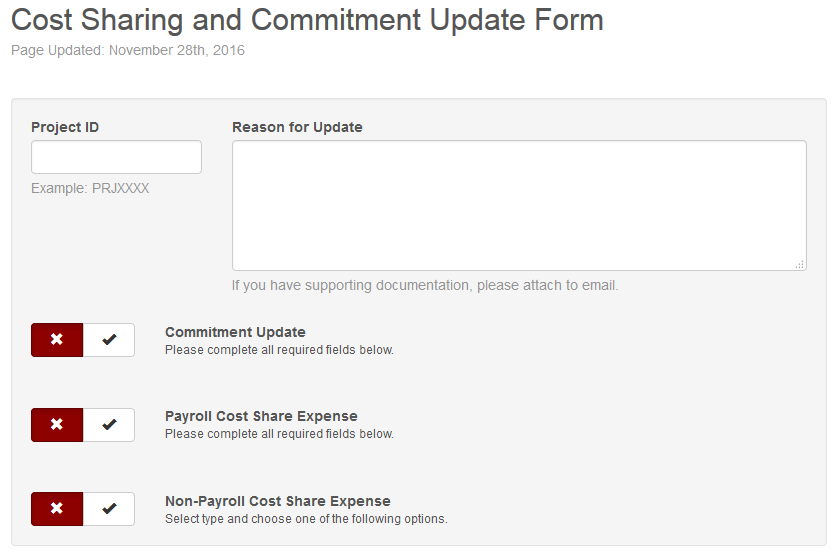 Cost Sharing and Commitment Update Form
Page Updated: November 28th, 2016
Project ID
Example: PRJXXXX
Reason for Update
If you have supporting documentation, please attach to email.
Commitment Update
Please complete all required fields below.
Payroll Cost Share Expense
Please complete all required fields below.
Non-Payroll Cost Share Expense
Select type and choose one of the following options.